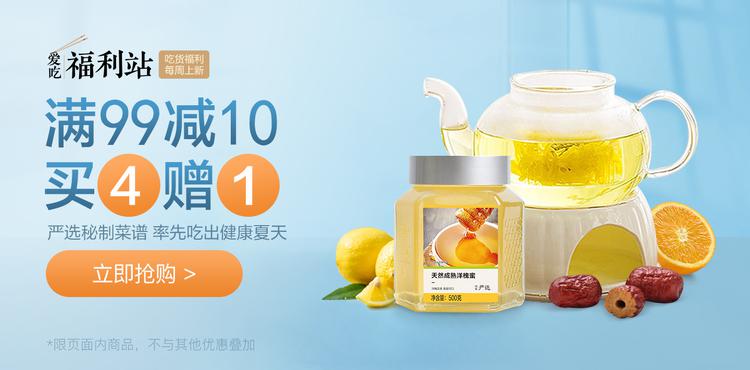 爱吃
福利站
吃货福利
每周上新
满99减10
买4赠1
严选秘制菜谱 率先吃出健康夏天
立即抢购 >
*限页面内商品，不与其他优惠叠加
天然成熟洋槐蜜
净含量：500克
严选